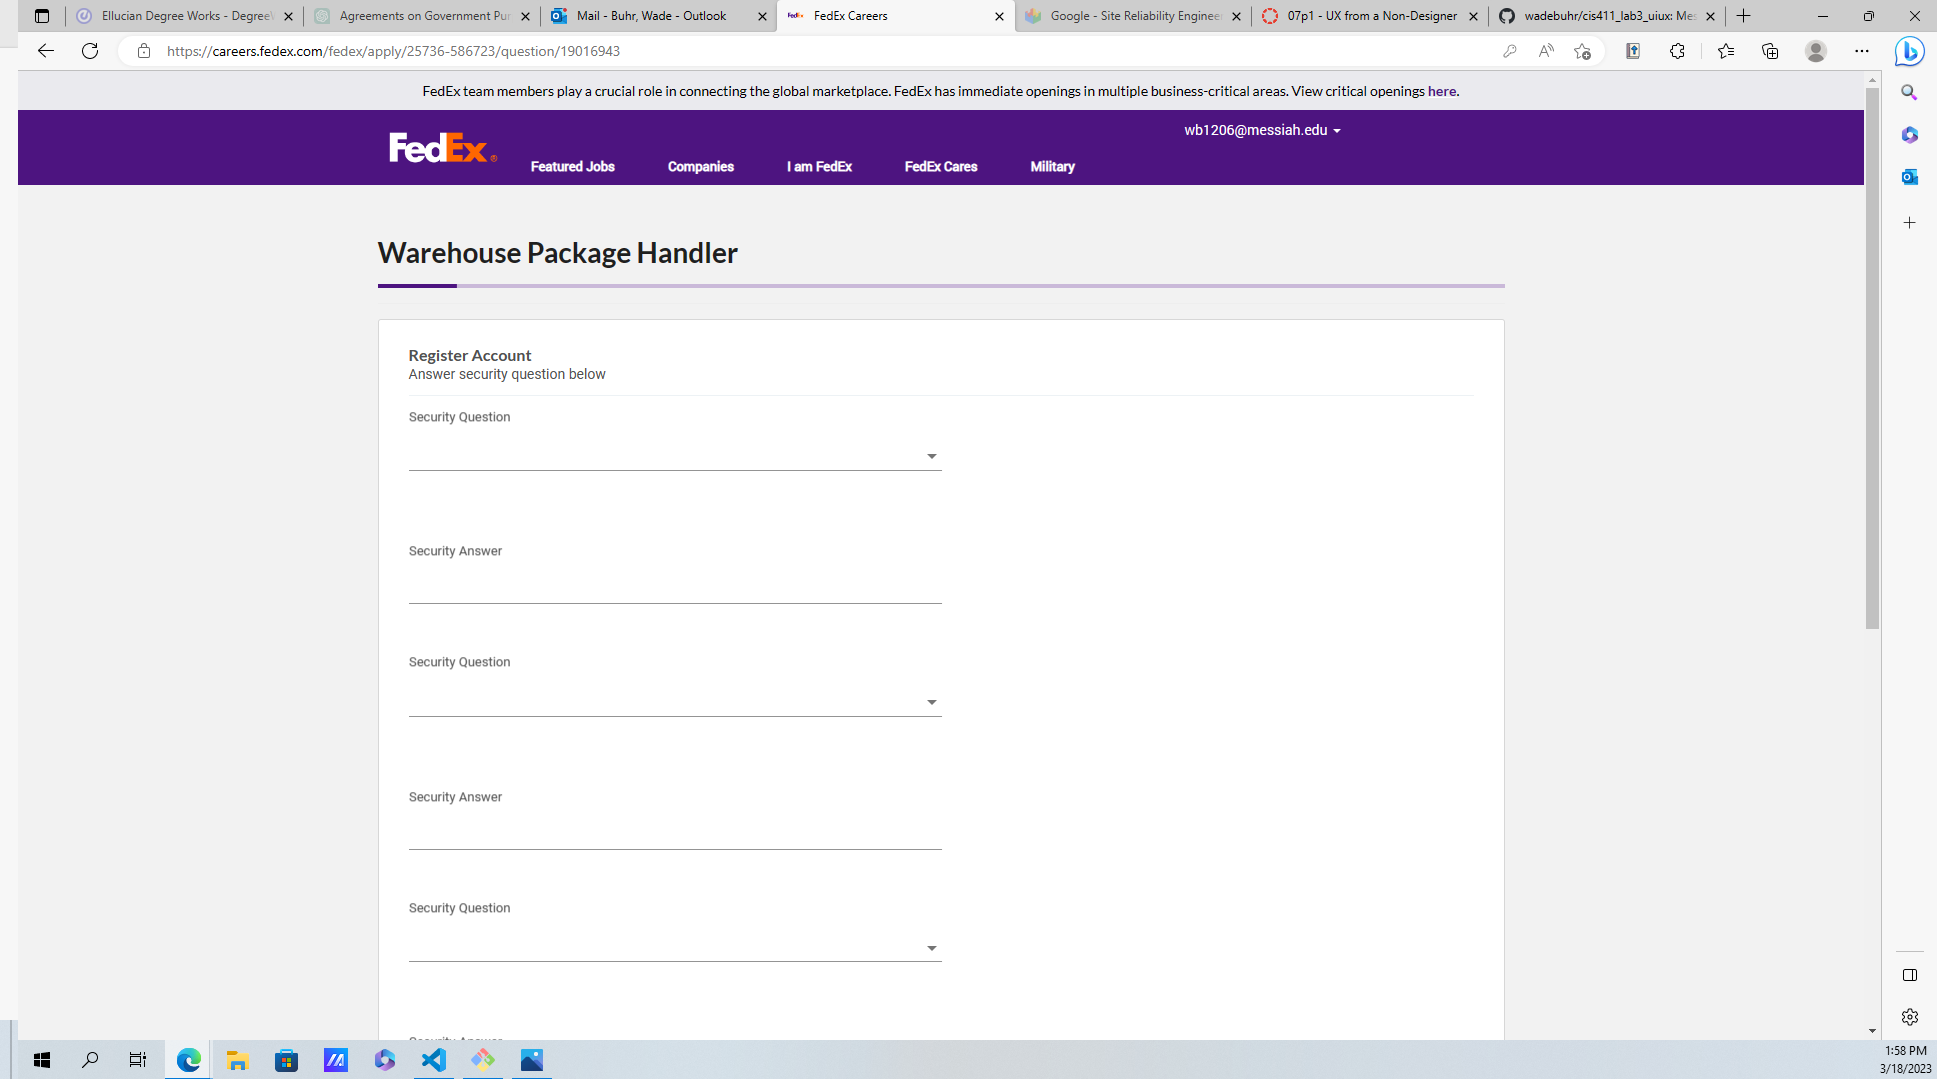 Ellucian Degree Works - Degree
Agreements on Government Pur
Mail - Buhr, Wade - Outlook
FedEx Careers
Google - Site Reliability Engineer
07p1 - UX from a Non-Designer
wadebuhr/cis411_lab3_uiux: Mes
https://careers.fedex.com/fedex/apply/25736-586723/question/19016943
FedEx team members play a crucial role in connecting the global marketplace. FedEx has immediate openings in multiple business-critical areas. View critical openings here.
wb1206@messiah.edu
FedEx®
Featured Jobs
Companies
I am FedEx
FedEx Cares
Military
Warehouse Package Handler
Register Account
Answer security question below
Security Question
Security Answer
Security Question
Security Answer
Security Question
Security Answer
1:58 PM
3/18/2023